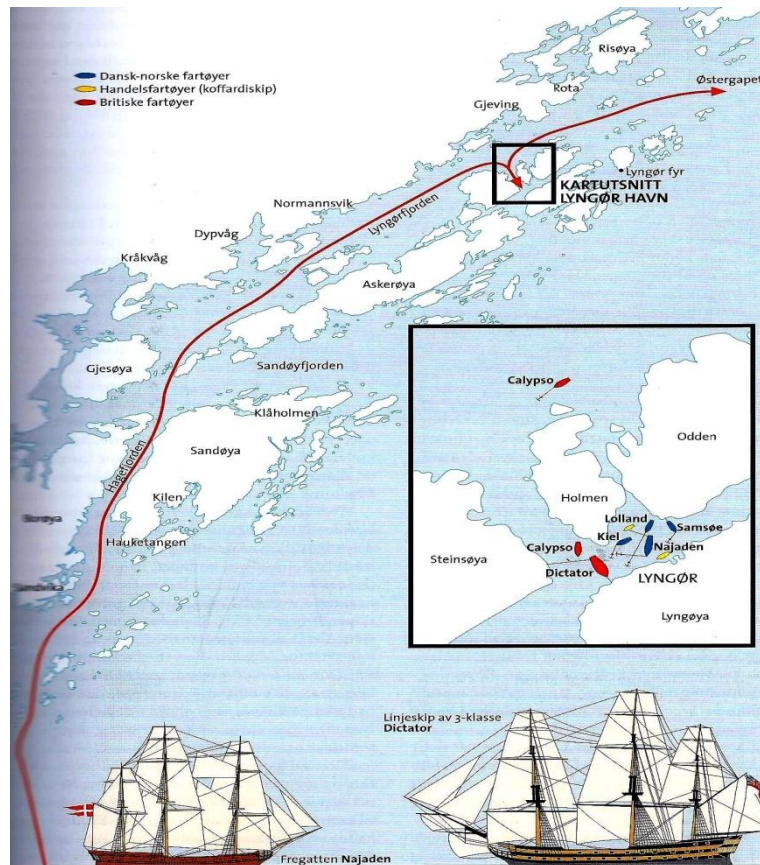 Dansk-norske fartøyer
Handelsfartøyer (koffardiskip)
Britiske fartøyer
Risøya
Rota
Østergapet
Gjeving
Lyngør fyr
KARTUTSNITT
LYNGØR HAVN
Normannsvik
Lyngørfjorden
Dypvåg
Kråkvåg
Askerøya
Gjesøya
Sandøyfjorden
Klåholmen
Sandøya
Hagefjorden
Kilen
Borøya
Hauketangen
Calypso
Odden
Holmen
Lolland
Samsøe
Kiel
Calypso
Najaden
Steinsøya
Dictator
LYNGØR
Lyngøya
Linjeskip av 3-klasse
Dictator
Fregatten Najaden